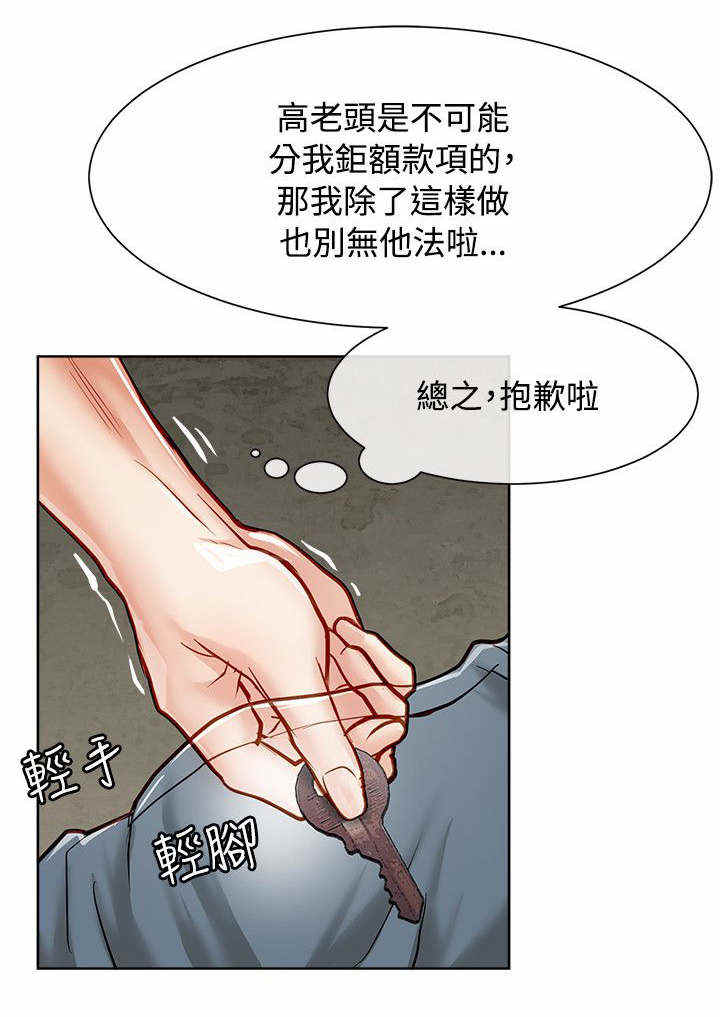 高老頭是不可能
分我鉅額款項的，
那我除了這樣做
也別無他法啦...
總之，抱歉啦
輕手
輕腳